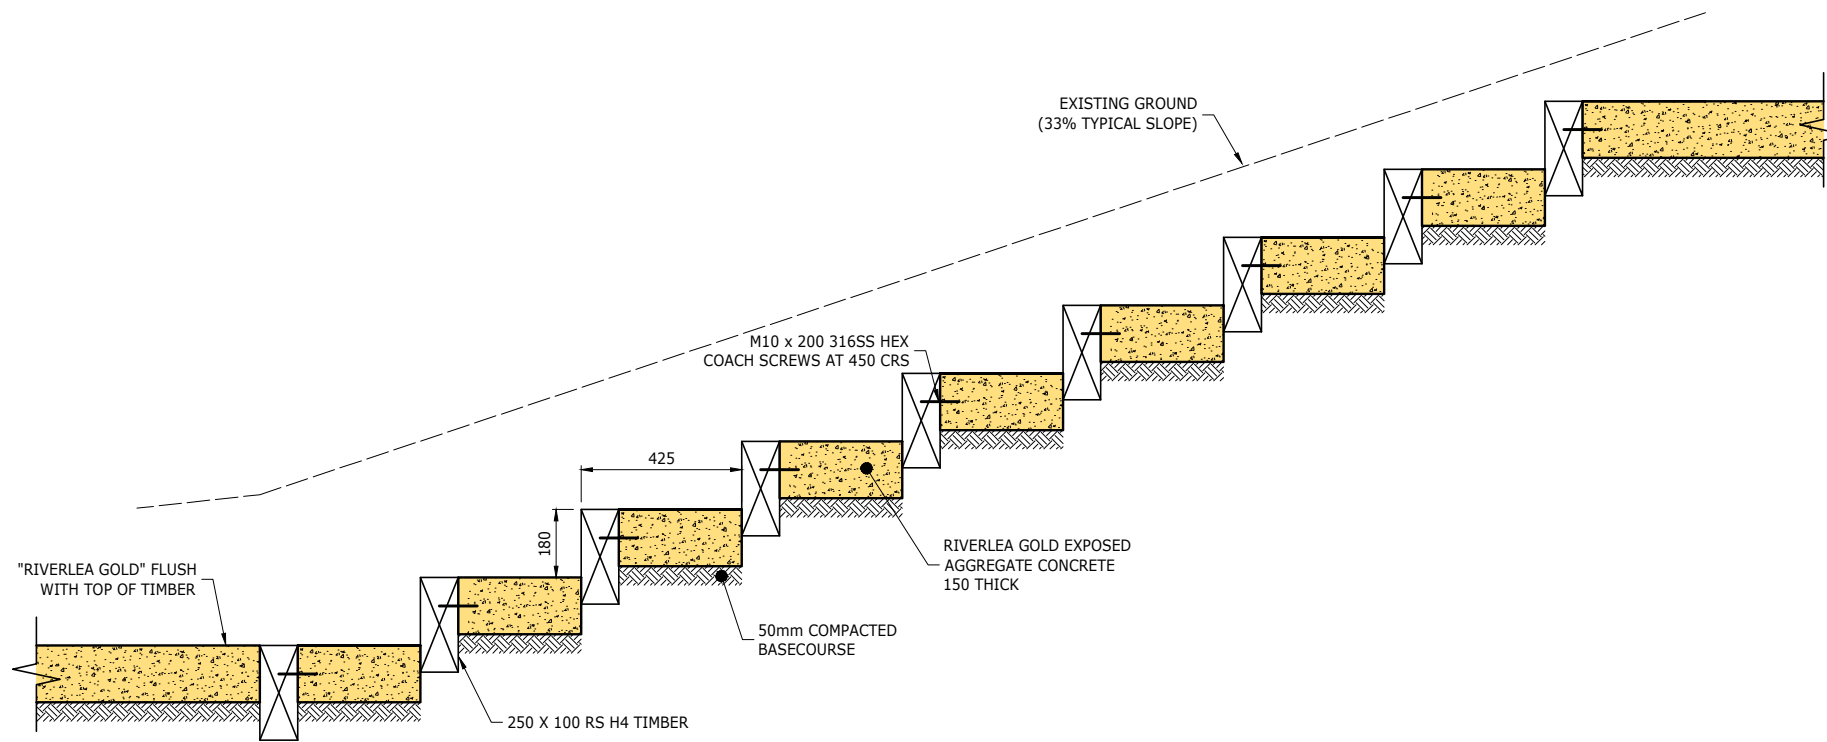 EXISTING GROUND
(33% TYPICAL SLOPE)
M10 x 200 316SS HEX
COACH SCREWS AT 450 CRS
425
180
RIVERLEA GOLD EXPOSED
AGGREGATE CONCRETE
150 THICK
"RIVERLEA GOLD" FLUSH
WITH TOP OF TIMBER
50mm COMPACTED
BASECOURSE
250 X 100 RS H4 TIMBER